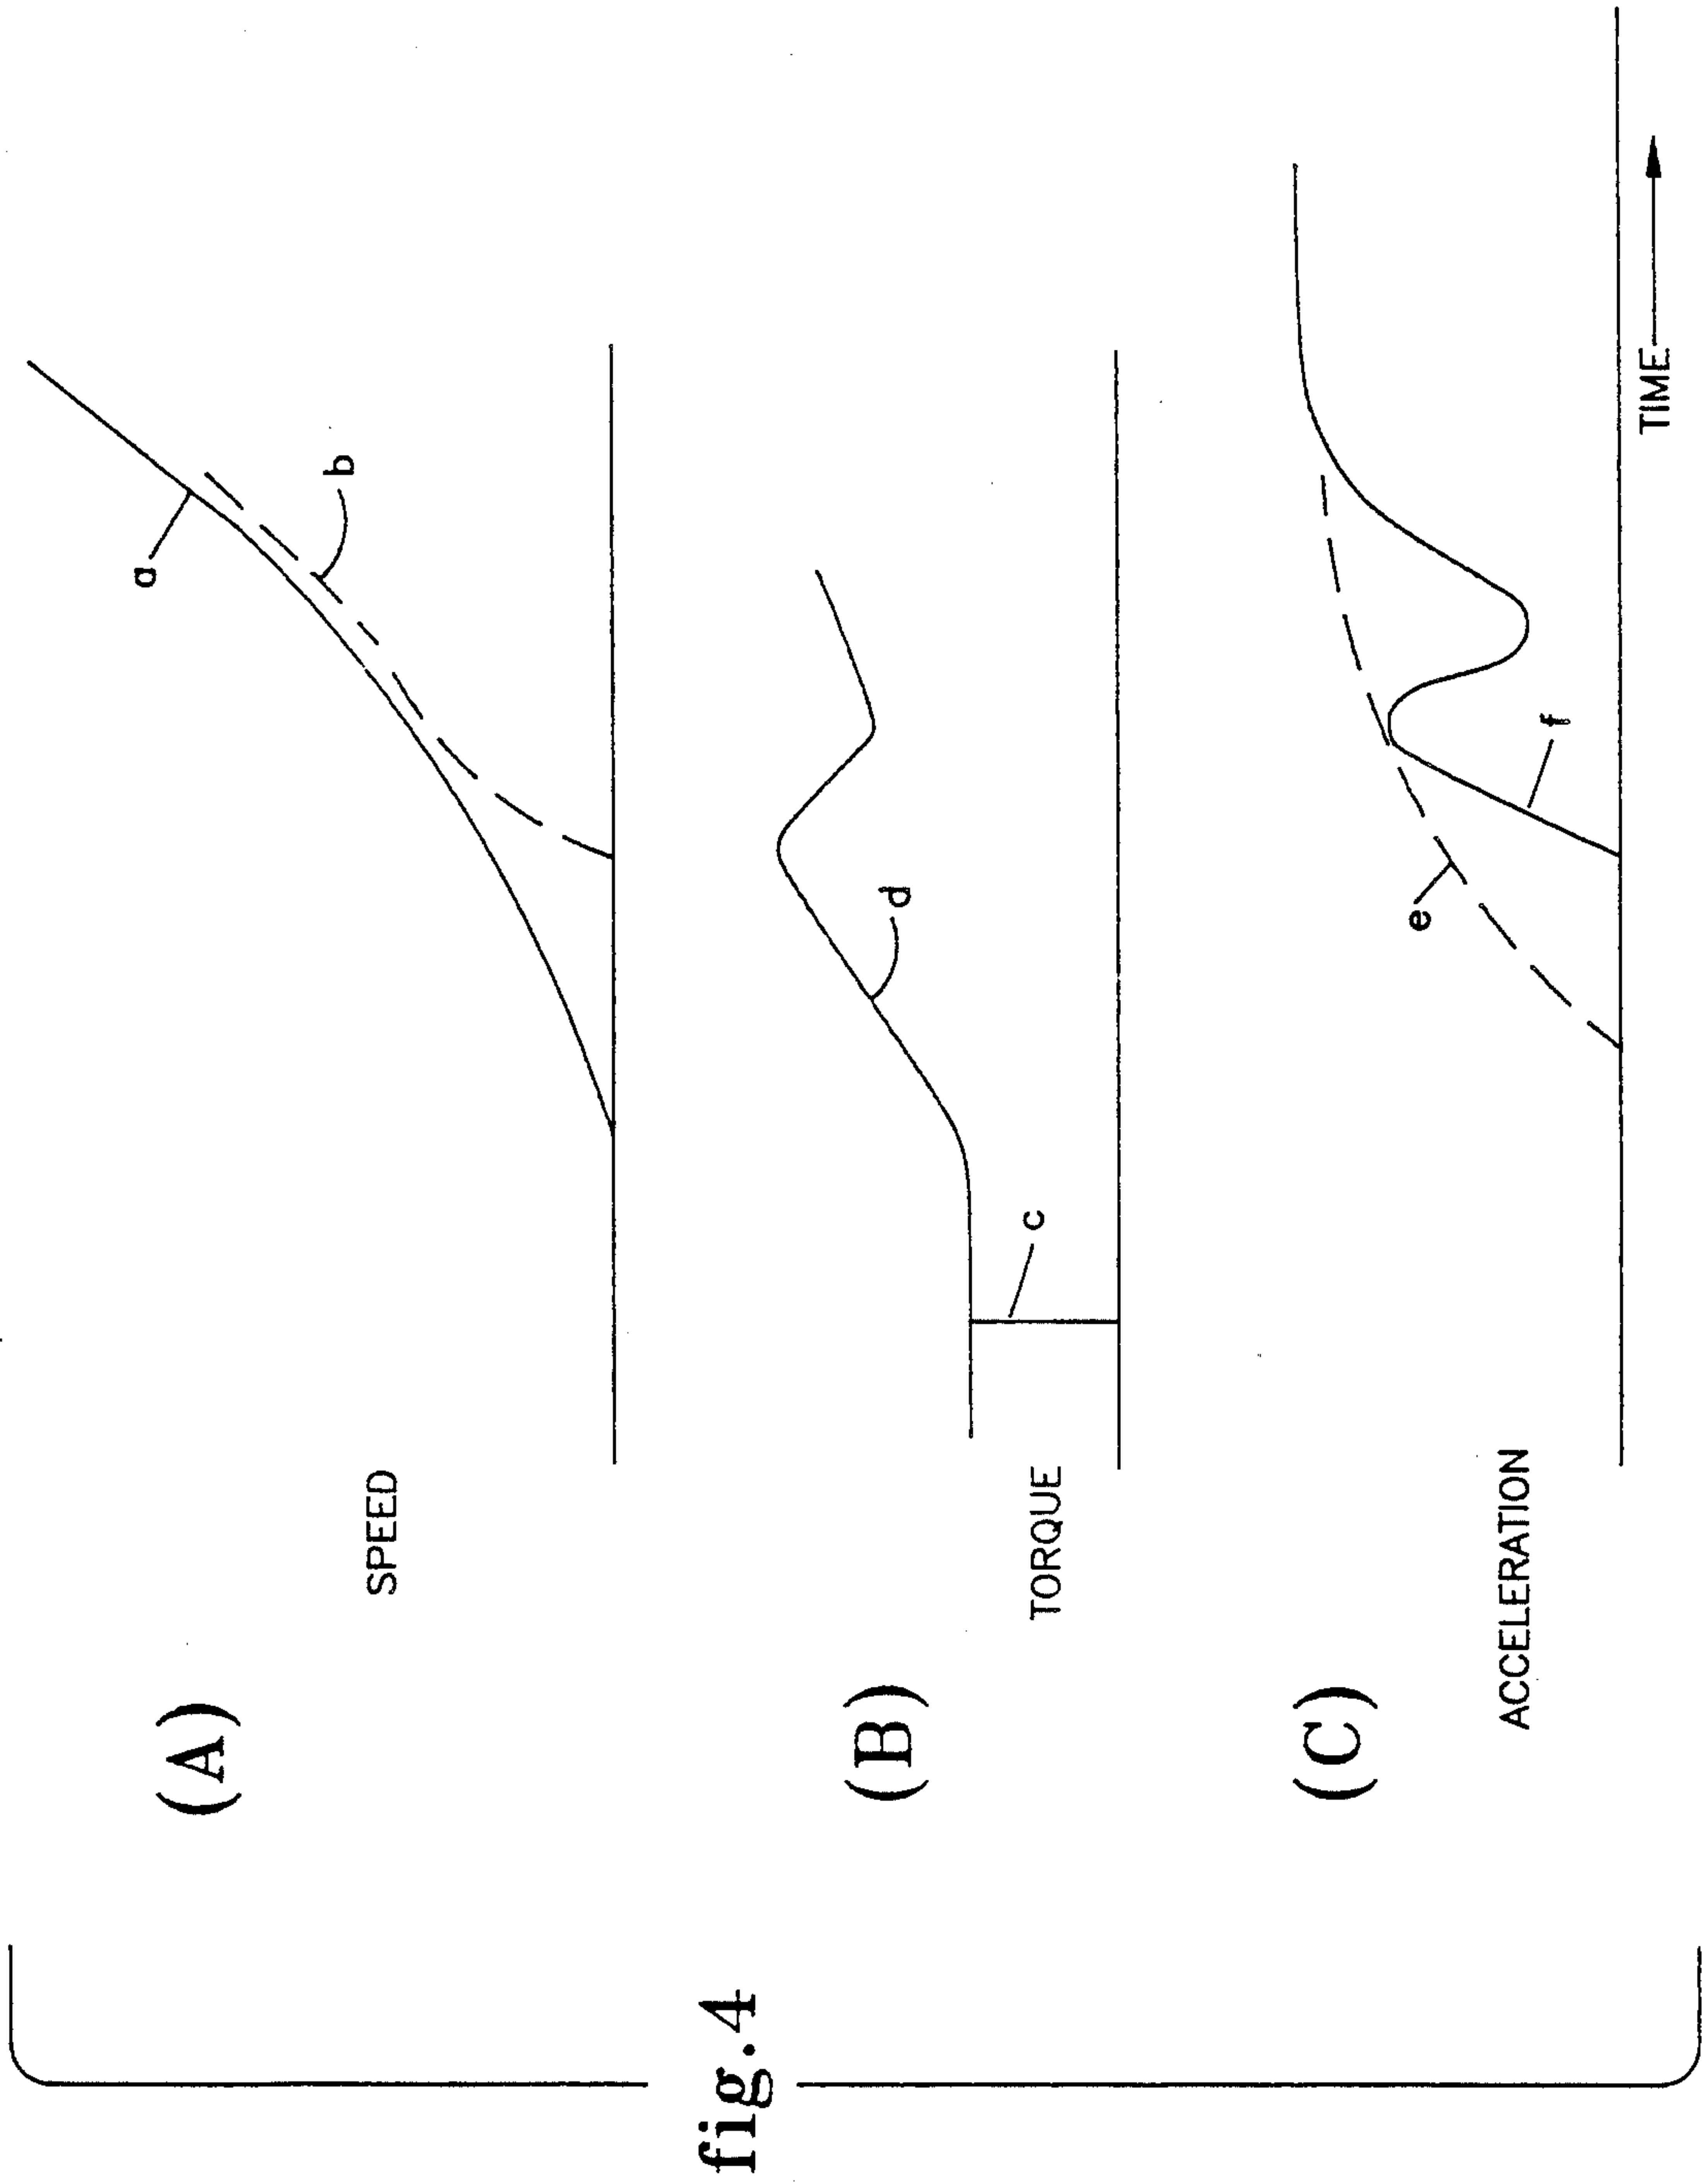 fig.4
(A)
SPEED
a
b
(B)
TORQUE
c
d
(C)
ACCELERATION
e
f
TIME